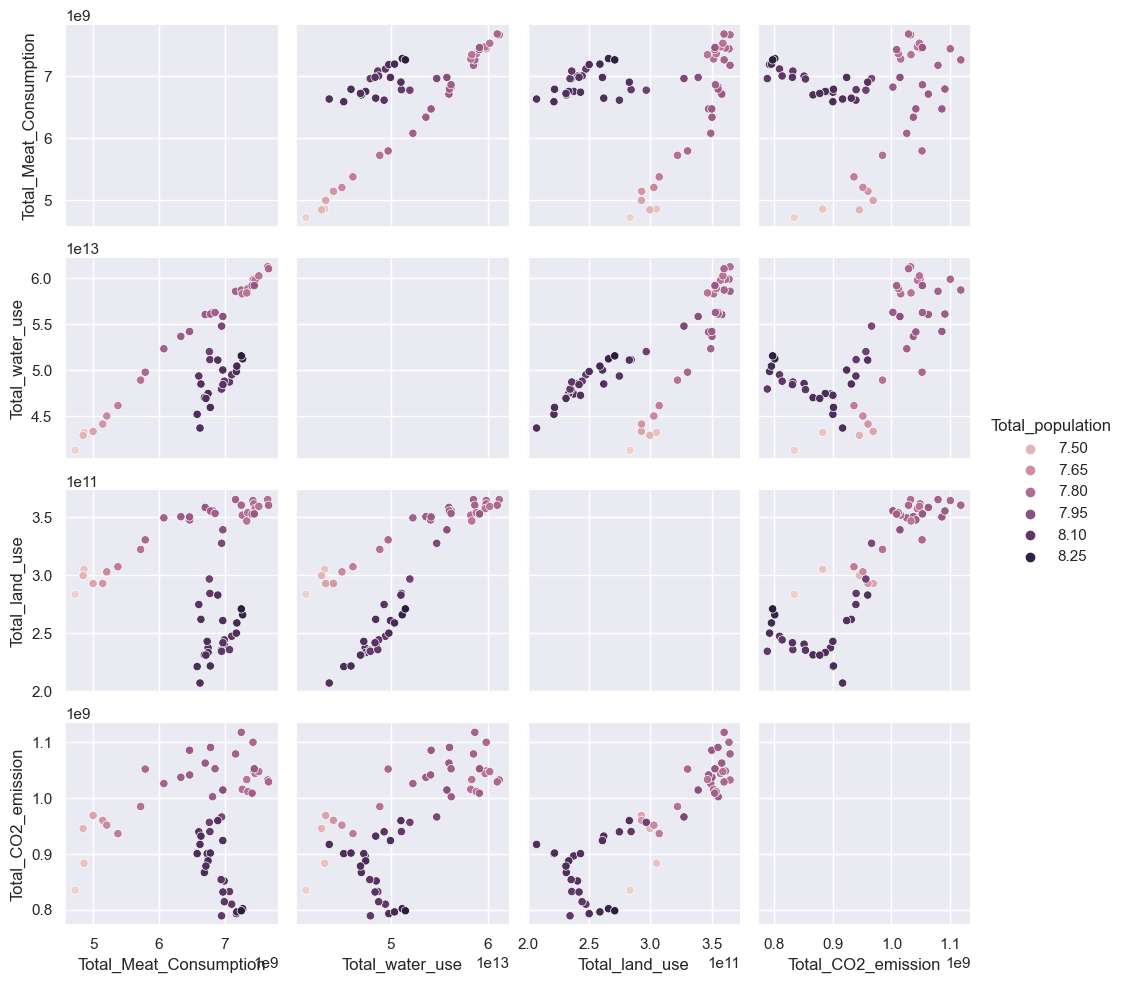 1e9
Total_Meat_Consumption
7
6
5
1e13
Total_water_use
6.0
5.5
5.0
4.5
Total_population
7.50
7.65
7.80
7.95
8.10
8.25
1e11
Total_land_use
3.5
3.0
2.5
2.0
1e9
Total_CO2_emission
1.1
1.0
0.9
0.8
5 6 7 5 6 2.0 2.5 3.0 3.5 0.8 0.9 1.0 1.1
Total_Meat_Consumption 1e9 Total_water_use 1e13 Total_land_use 1e11 Total_CO2_emission 1e9